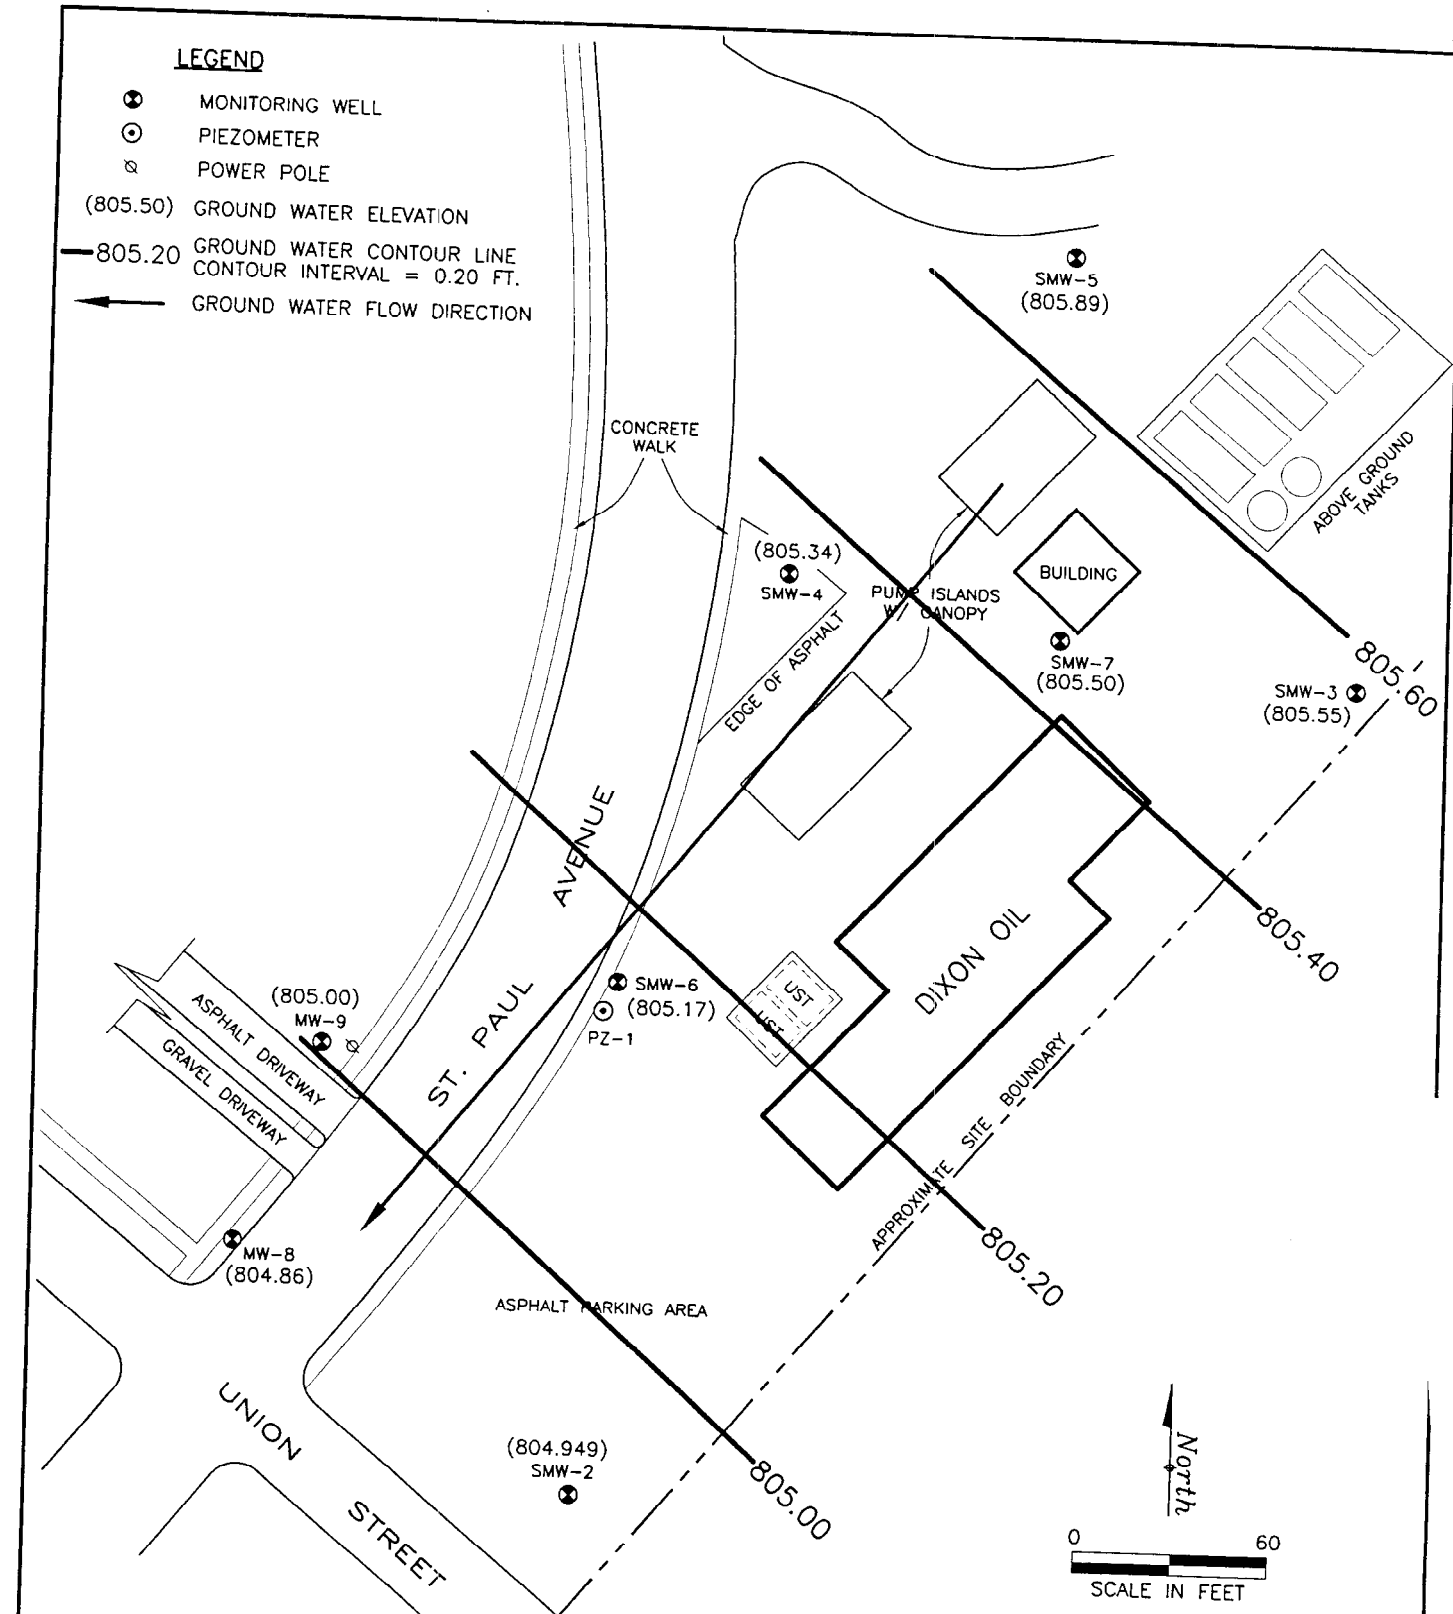 LEGEND
MONITORING WELL
PIEZOMETER
POWER POLE
(805.50) GROUND WATER ELEVATION
805.20 GROUND WATER CONTOUR LINE
CONTOUR INTERVAL = 0.20 FT.
GROUND WATER FLOW DIRECTION
SMW-5
(805.89)
CONCRETE
WALK
ABOVE GROUND
TANKS
(805.34)
SMW-4
PUMP ISLANDS
W/ CANOPY
BUILDING
EDGE OF ASPHALT
SMW-7
(805.50)
SMW-3
(805.55)
805.60
ST. PAUL AVENUE
DIXON OIL
805.40
SMW-6
(805.17)
PZ-1
UST
UST
(805.00)
MW-9
ASPHALT DRIVEWAY
GRAVEL DRIVEWAY
APPROXIMATE SITE BOUNDARY
MW-8
(804.86)
805.20
ASPHALT PARKING AREA
UNION STREET
(804.949)
SMW-2
805.00
North
0 60
SCALE IN FEET